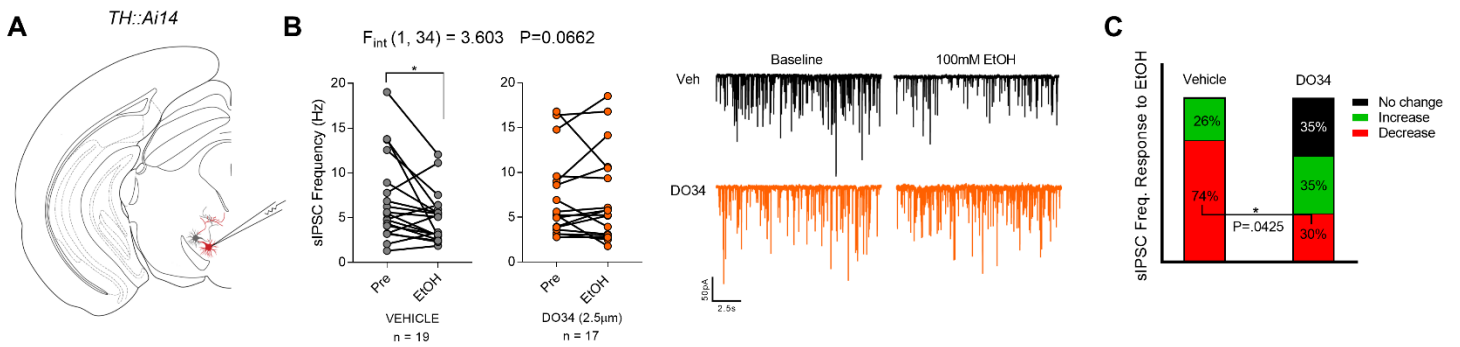 A
TH::Ai14
B
Fint (1, 34) = 3.603 P=0.0662
sIPSC Frequency (Hz)
20
15
10
5
0
*
Pre
EtOH
VEHICLE
n = 19
20
15
10
5
0
Pre
EtOH
DO34 (2.5μm)
n = 17
Baseline
100mM EtOH
Veh
DO34
50pA
2.5s
C
sIPSC Freq. Response to EtOH
Vehicle
DO34
26%
74%
35%
35%
30%
*
P=.0425
No change
Increase
Decrease